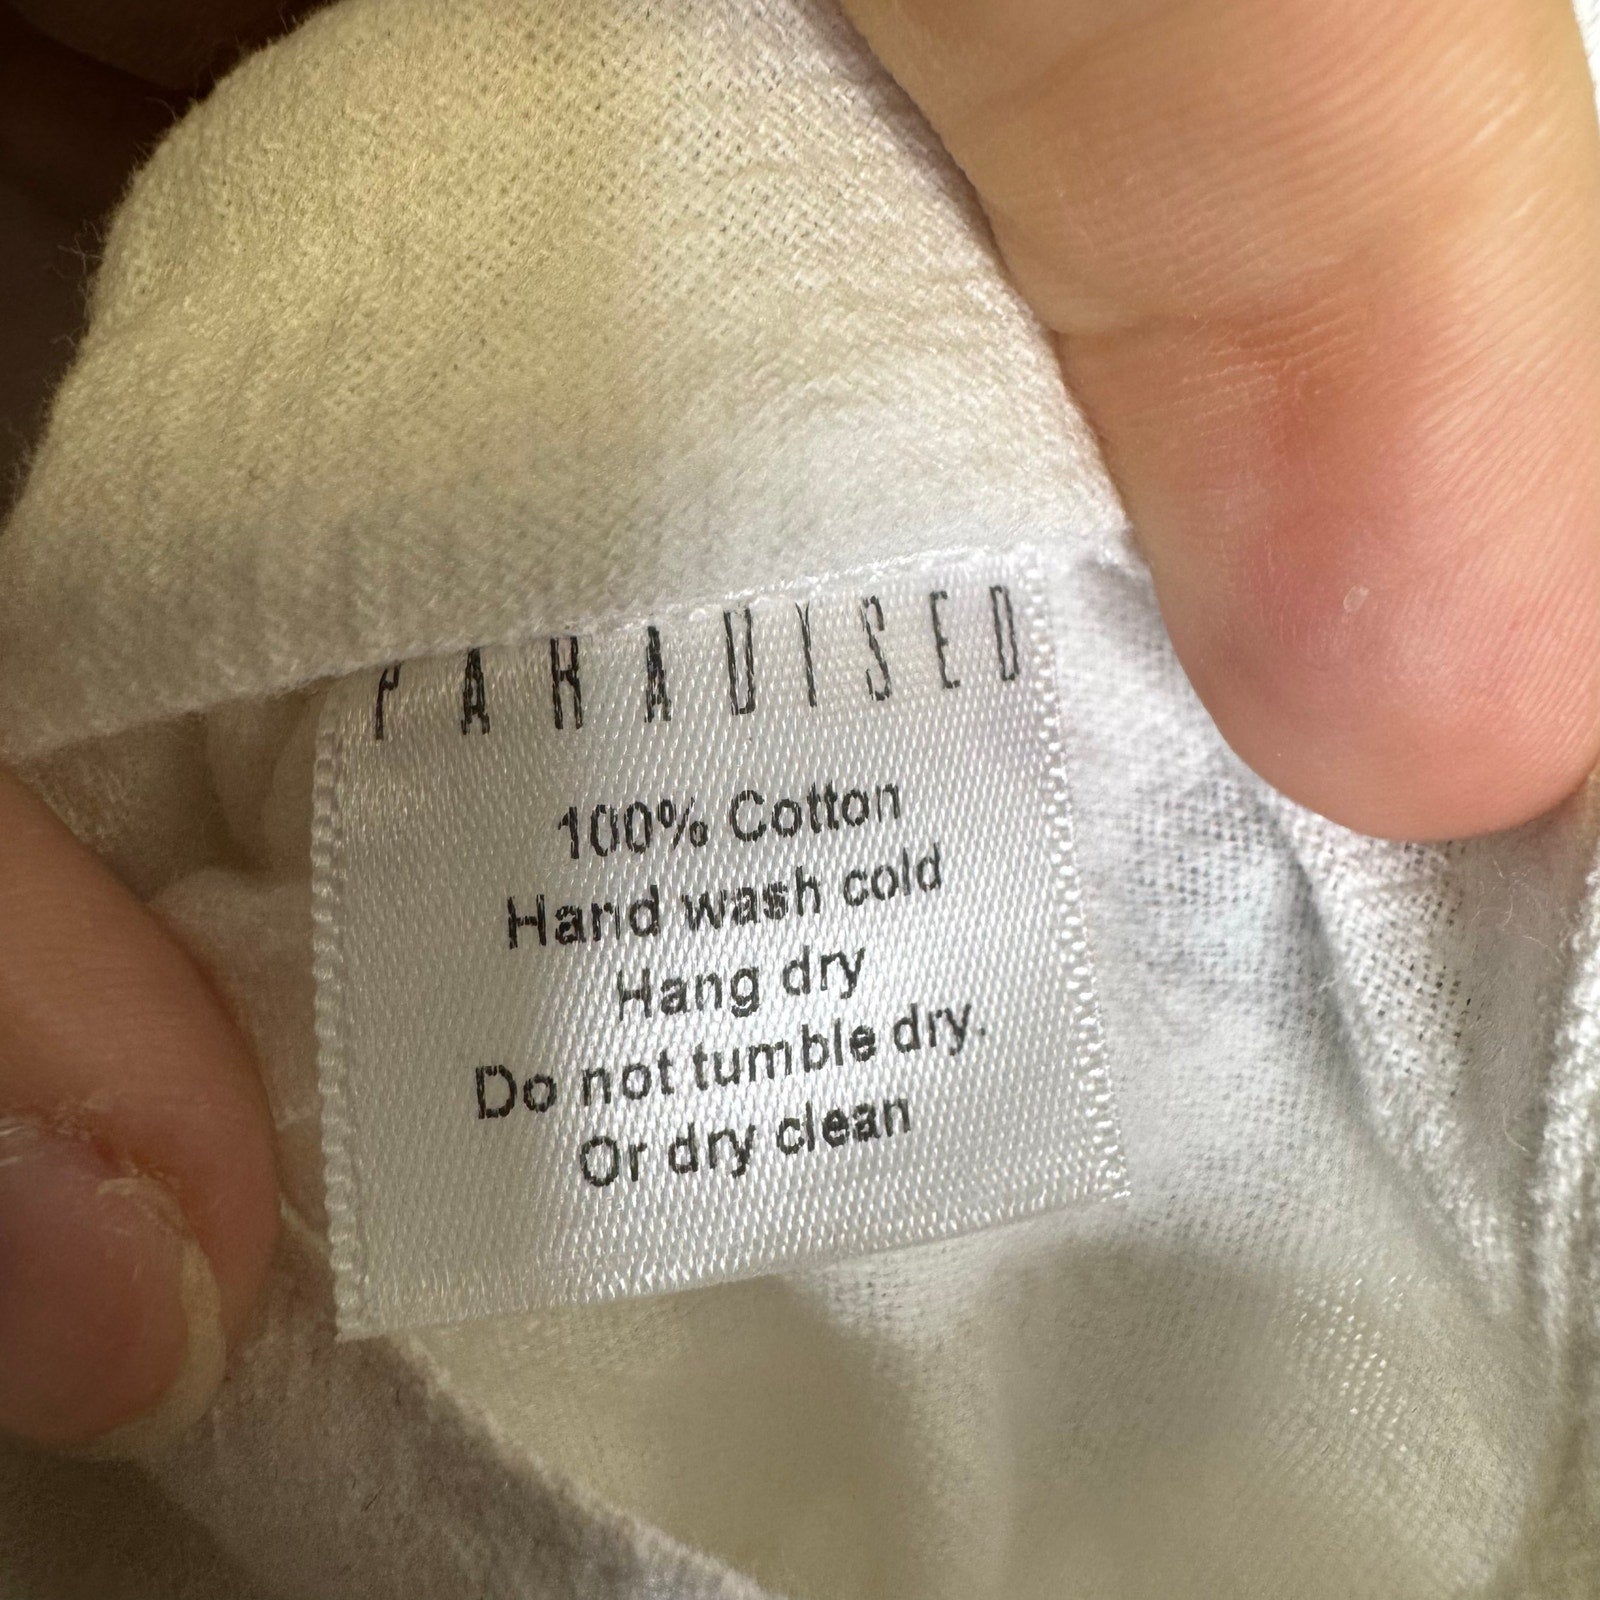 PARADISED
100% Cotton
Hand wash cold
Hang dry
Do not tumble dry.
Or dry clean